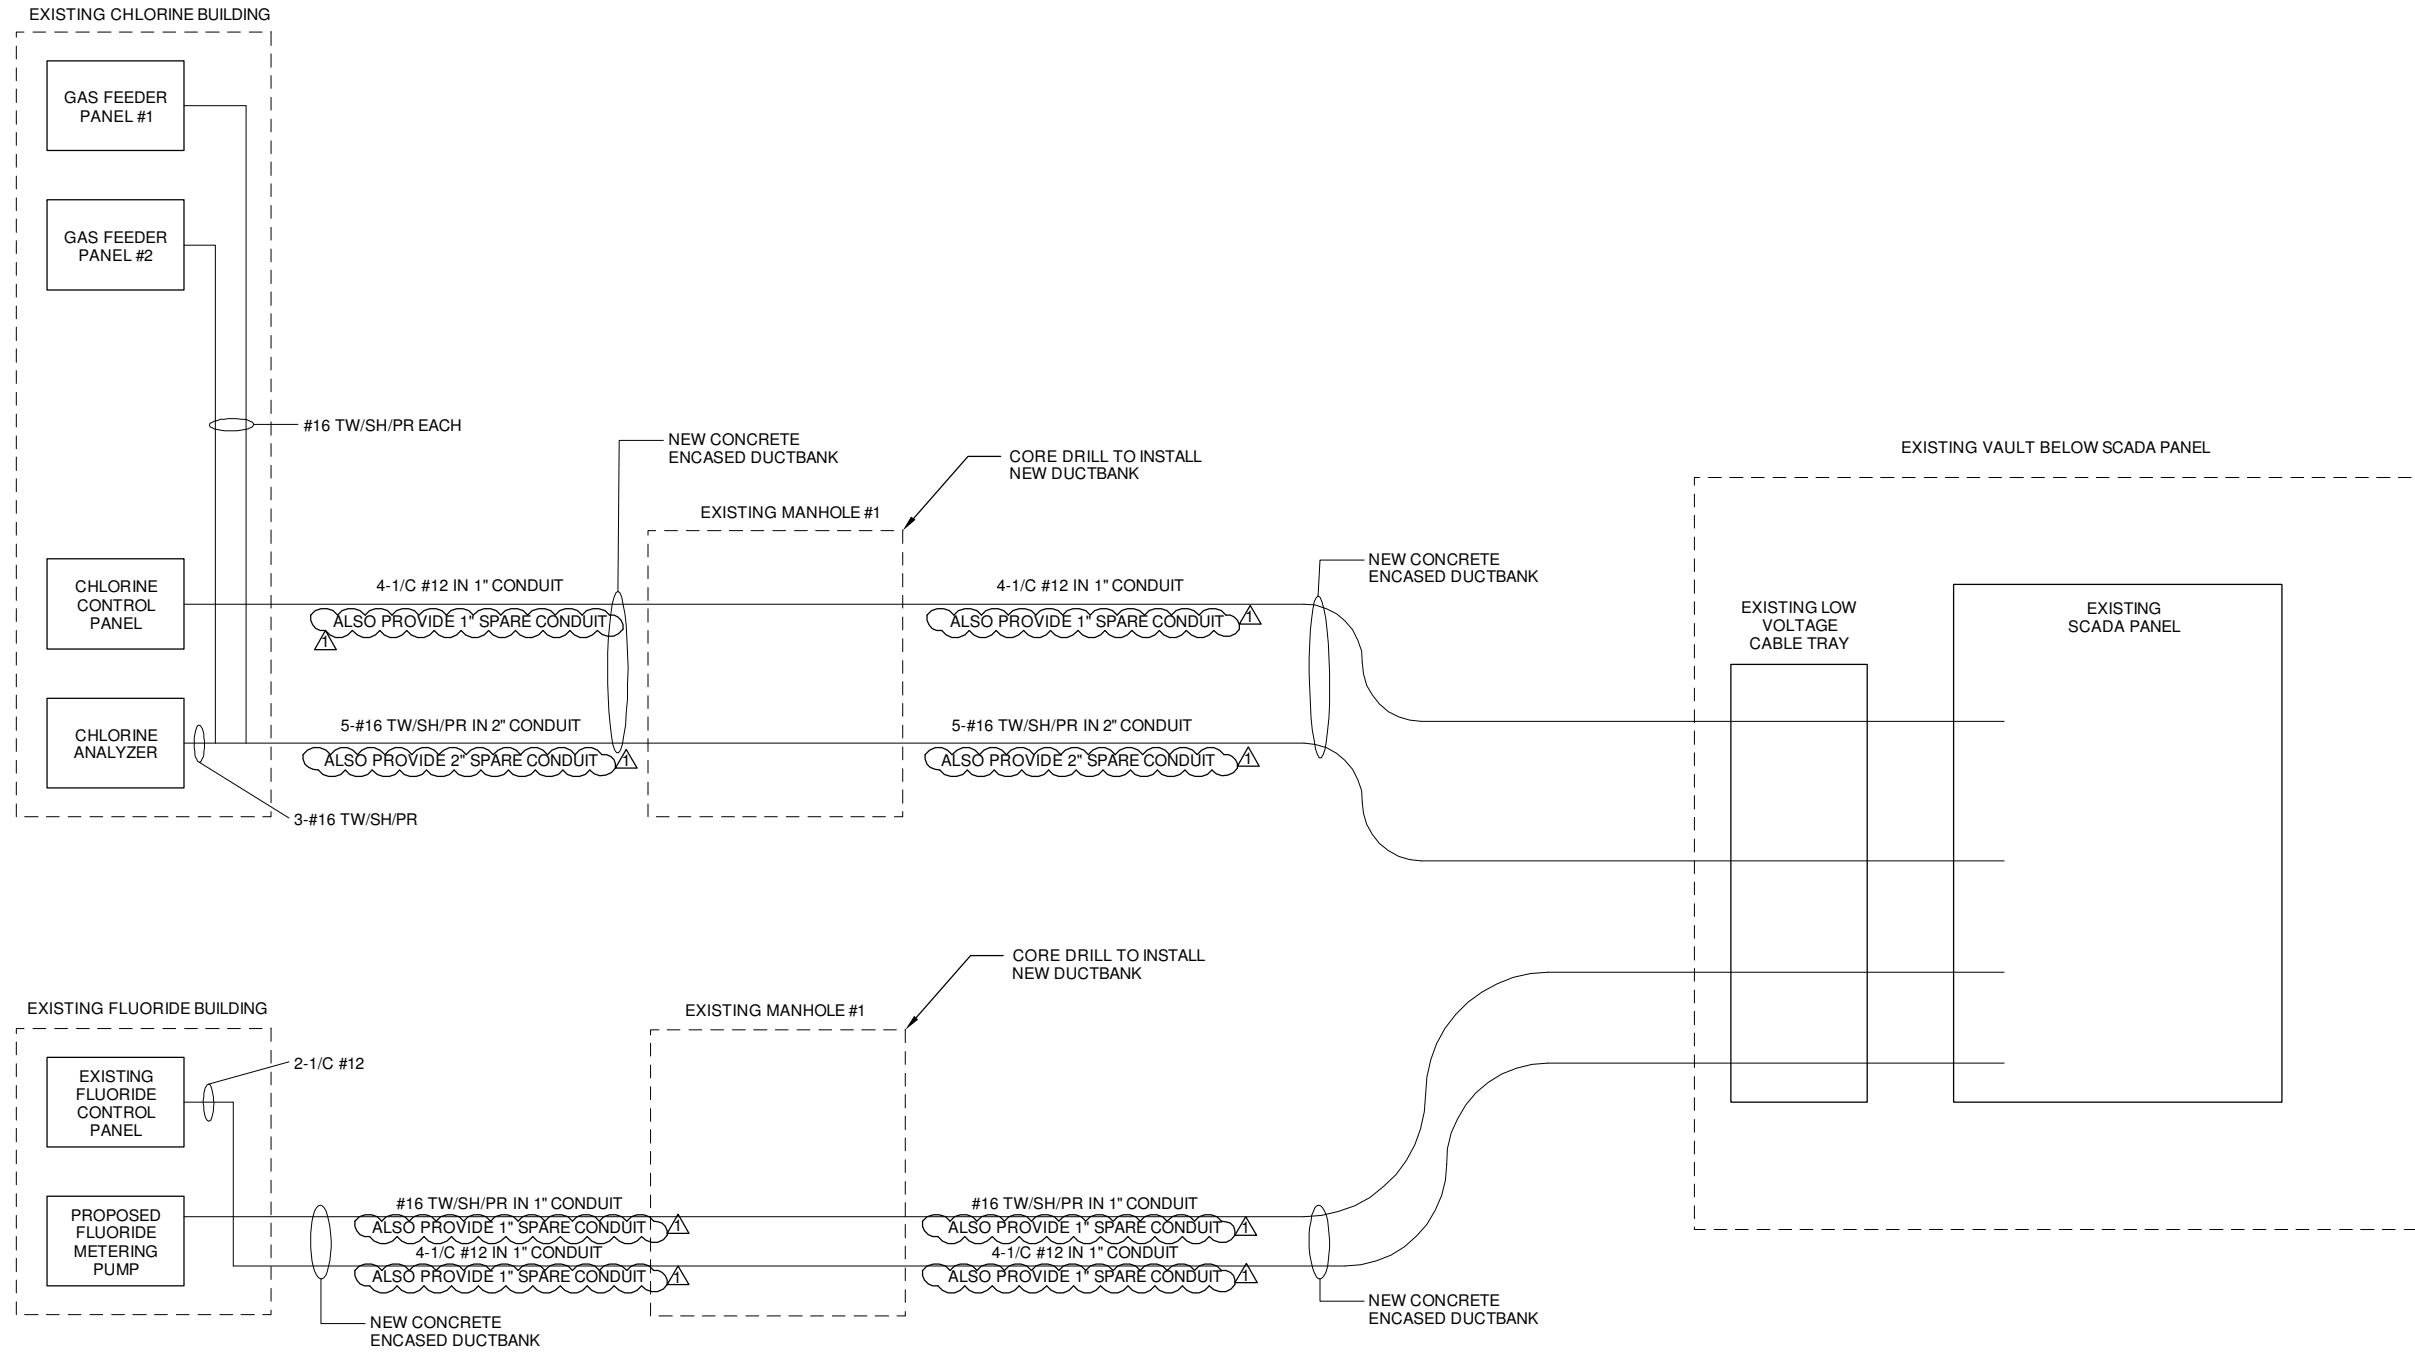 EXISTING CHLORINE BUILDING
GAS FEEDER
PANEL #1
GAS FEEDER
PANEL #2
#16 TW/SH/PR EACH
NEW CONCRETE
ENCASED DUCTBANK
CORE DRILL TO INSTALL
NEW DUCTBANK
EXISTING MANHOLE #1
EXISTING VAULT BELOW SCADA PANEL
CHLORINE
CONTROL
PANEL
4-1/C #12 IN 1" CONDUIT
ALSO PROVIDE 1" SPARE CONDUIT
1
4-1/C #12 IN 1" CONDUIT
ALSO PROVIDE 1" SPARE CONDUIT
1
NEW CONCRETE
ENCASED DUCTBANK
EXISTING LOW
VOLTAGE
CABLE TRAY
EXISTING
SCADA PANEL
CHLORINE
ANALYZER
5-#16 TW/SH/PR IN 2" CONDUIT
ALSO PROVIDE 2" SPARE CONDUIT
1
5-#16 TW/SH/PR IN 2" CONDUIT
ALSO PROVIDE 2" SPARE CONDUIT
1
3-#16 TW/SH/PR
CORE DRILL TO INSTALL
NEW DUCTBANK
EXISTING FLUORIDE BUILDING
EXISTING MANHOLE #1
2-1/C #12
EXISTING
FLUORIDE
CONTROL
PANEL
PROPOSED
FLUORIDE
METERING
PUMP
#16 TW/SH/PR IN 1" CONDUIT
ALSO PROVIDE 1" SPARE CONDUIT
1
4-1/C #12 IN 1" CONDUIT
ALSO PROVIDE 1" SPARE CONDUIT
1
#16 TW/SH/PR IN 1" CONDUIT
ALSO PROVIDE 1" SPARE CONDUIT
1
4-1/C #12 IN 1" CONDUIT
ALSO PROVIDE 1" SPARE CONDUIT
1
NEW CONCRETE
ENCASED DUCTBANK
NEW CONCRETE
ENCASED DUCTBANK